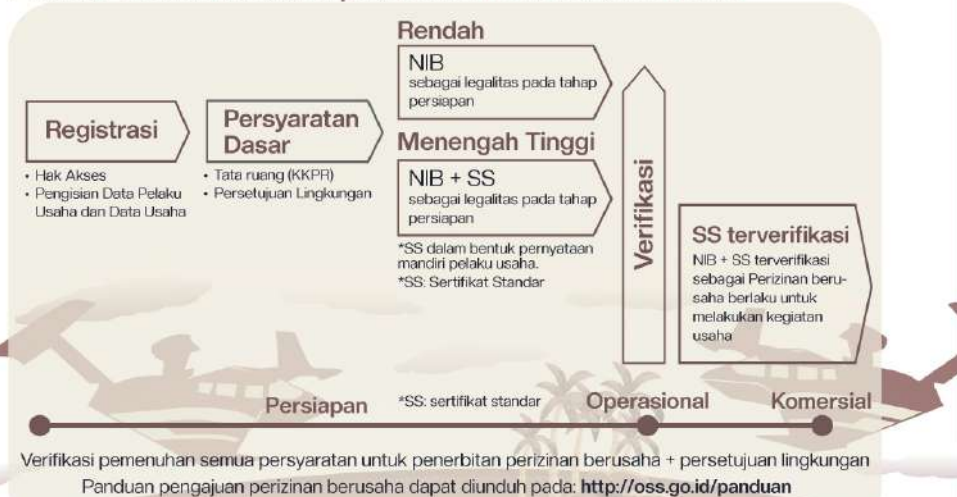 Registrasi
• Hak Akses
• Pengisian Data Pelaku
Usaha dan Data Usaha
Persyaratan
Dasar
• Tata ruang (KKPR)
• Persetujuan Lingkungan
Rendah
NIB
sebagai legalitas pada tahap
persiapan
Menengah Tinggi
NIB + SS
sebagai legalitas pada tahap
persiapan
*SS dalam bentuk pernyataan
mandiri pelaku usaha.
*SS: Sertifikat Standar
Verifikasi
SS terverifikasi
NIB + SS terverifikasi
sebagai Perizinan beru-
saha berlaku untuk
melakukan kegiatan
usaha
Persiapan
*SS: sertifikat standar
Operasional
Komersial
Verifikasi pemenuhan semua persyaratan untuk penerbitan perizinan berusaha + persetujuan lingkungan
Panduan pengajuan perizinan berusaha dapat diunduh pada: http://oss.go.id/panduan